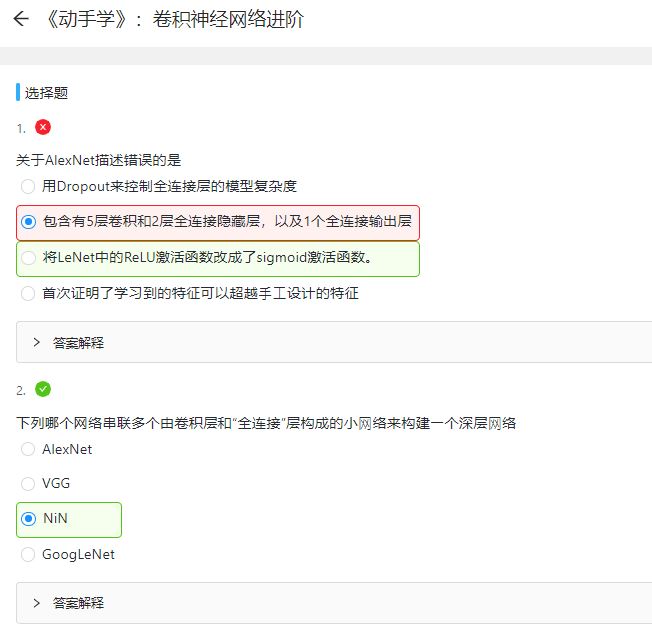 《动手学》：卷积神经网络进阶
选择题
1.
关于AlexNet描述错误的是
用Dropout来控制全连接层的模型复杂度
包含有5层卷积和2层全连接隐藏层，以及1个全连接输出层
将LeNet中的ReLU激活函数改成了sigmoid激活函数。
首次证明了学习到的特征可以超越手工设计的特征
答案解释
2.
下列哪个网络串联多个由卷积层和“全连接”层构成的小网络来构建一个深层网络
AlexNet
VGG
NiN
GoogLeNet
答案解释